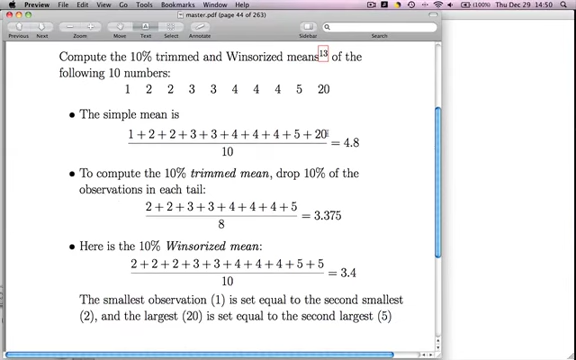 Preview File Edit View Go Tools Bookmarks Window Help (100%) Thu Dec 29 14:50
master.pdf (page 44 of 263)
Previous Next Zoom Move Text Select Annotate Sidebar Search
Compute the 10% trimmed and Winsorized means13 of the
following 10 numbers:
1 2 2 3 3 4 4 4 5 20
• The simple mean is
1 + 2 + 2 + 3 + 3 + 4 + 4 + 4 + 5 + 20
10
= 4.8
• To compute the 10% trimmed mean, drop 10% of the
observations in each tail:
2 + 2 + 3 + 3 + 4 + 4 + 4 + 5
8
= 3.375
• Here is the 10% Winsorized mean:
2 + 2 + 2 + 3 + 3 + 4 + 4 + 4 + 5 + 5
10
= 3.4
The smallest observation (1) is set equal to the second smallest
(2), and the largest (20) is set equal to the second largest (5)